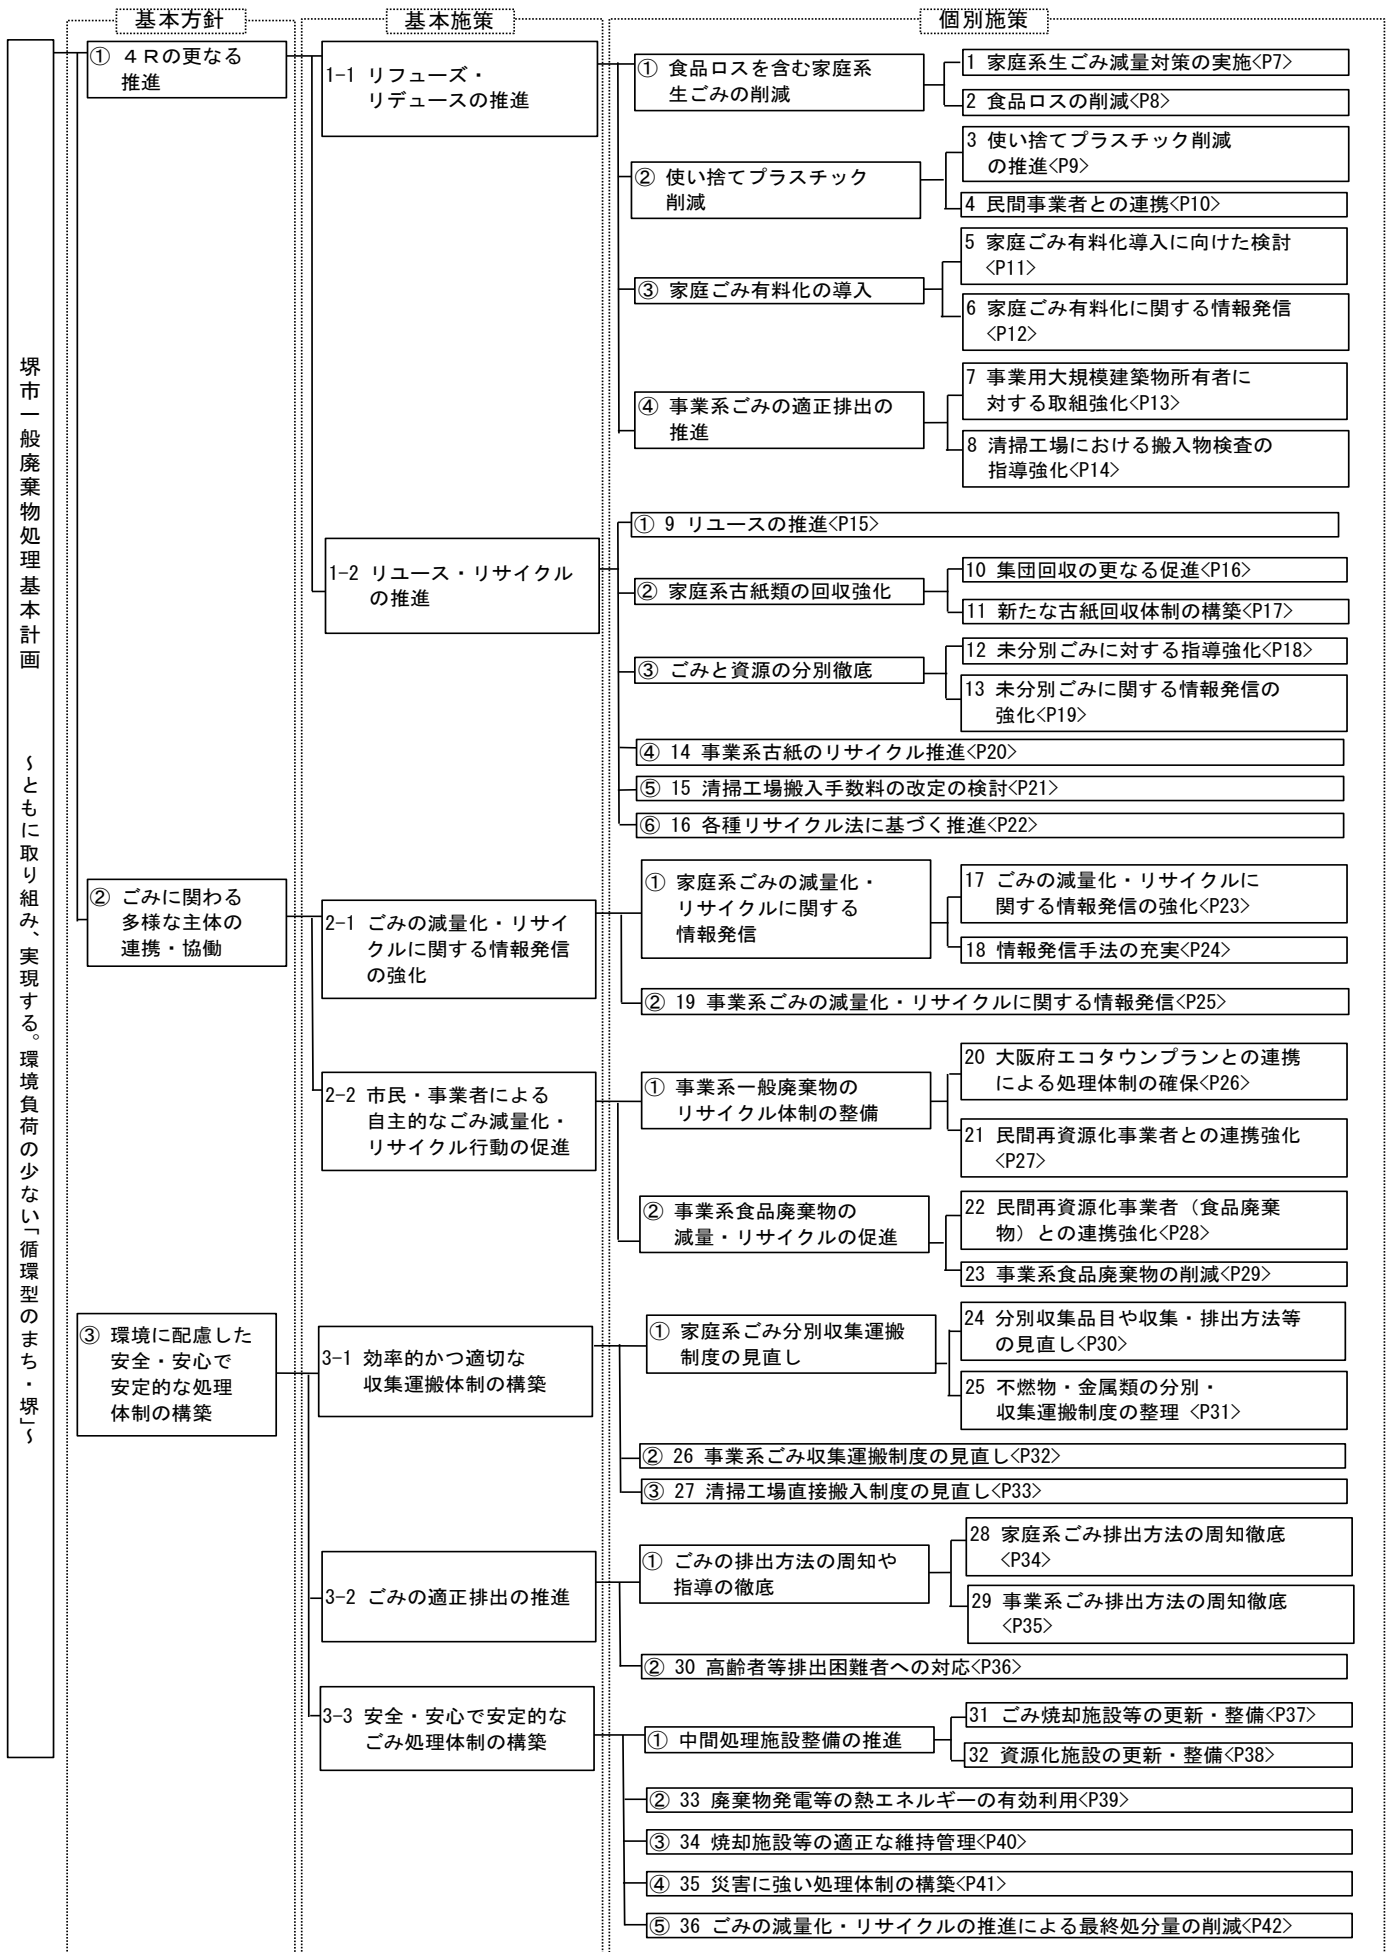 基本方針
基本施策
個別施策
堺市一般廃棄物処理基本計画　～ともに取り組み、実現する。環境負荷の少ない「循環型のまち・堺」～
① ４Ｒの更なる
推進
1-1 リフューズ・
リデュースの推進
① 食品ロスを含む家庭系
生ごみの削減
1 家庭系生ごみ減量対策の実施<P7>
2 食品ロスの削減<P8>
② 使い捨てプラスチック
削減
3 使い捨てプラスチック削減
の推進<P9>
4 民間事業者との連携<P10>
③ 家庭ごみ有料化の導入
5 家庭ごみ有料化導入に向けた検討
<P11>
6 家庭ごみ有料化に関する情報発信
<P12>
④ 事業系ごみの適正排出の
推進
7 事業用大規模建築物所有者に
対する取組強化<P13>
8 清掃工場における搬入物検査の
指導強化<P14>
1-2 リユース・リサイクル
の推進
① 9 リユースの推進<P15>
② 家庭系古紙類の回収強化
10 集団回収の更なる促進<P16>
11 新たな古紙回収体制の構築<P17>
③ ごみと資源の分別徹底
12 未分別ごみに対する指導強化<P18>
13 未分別ごみに関する情報発信の
強化<P19>
④ 14 事業系古紙のリサイクル推進<P20>
⑤ 15 清掃工場搬入手数料の改定の検討<P21>
⑥ 16 各種リサイクル法に基づく推進<P22>
② ごみに関わる
多様な主体の
連携・協働
2-1 ごみの減量化・リサイ
クルに関する情報発信
の強化
① 家庭系ごみの減量化・
リサイクルに関する
情報発信
17 ごみの減量化・リサイクルに
関する情報発信の強化<P23>
18 情報発信手法の充実<P24>
② 19 事業系ごみの減量化・リサイクルに関する情報発信<P25>
2-2 市民・事業者による
自主的なごみ減量化・
リサイクル行動の促進
① 事業系一般廃棄物の
リサイクル体制の整備
20 大阪府エコタウンプランとの連携
による処理体制の確保<P26>
21 民間再資源化事業者との連携強化
<P27>
② 事業系食品廃棄物の
減量・リサイクルの促進
22 民間再資源化事業者（食品廃棄
物）との連携強化<P28>
23 事業系食品廃棄物の削減<P29>
③ 環境に配慮した
安全・安心で
安定的な処理
体制の構築
3-1 効率的かつ適切な
収集運搬体制の構築
① 家庭系ごみ分別収集運搬
制度の見直し
24 分別収集品目や収集・排出方法等
の見直し<P30>
25 不燃物・金属類の分別・
収集運搬制度の整理 <P31>
② 26 事業系ごみ収集運搬制度の見直し<P32>
③ 27 清掃工場直接搬入制度の見直し<P33>
3-2 ごみの適正排出の推進
① ごみの排出方法の周知や
指導の徹底
28 家庭系ごみ排出方法の周知徹底
<P34>
29 事業系ごみ排出方法の周知徹底
<P35>
② 30 高齢者等排出困難者への対応<P36>
3-3 安全・安心で安定的な
ごみ処理体制の構築
① 中間処理施設整備の推進
31 ごみ焼却施設等の更新・整備<P37>
32 資源化施設の更新・整備<P38>
② 33 廃棄物発電等の熱エネルギーの有効利用<P39>
③ 34 焼却施設等の適正な維持管理<P40>
④ 35 災害に強い処理体制の構築<P41>
⑤ 36 ごみの減量化・リサイクルの推進による最終処分量の削減<P42>